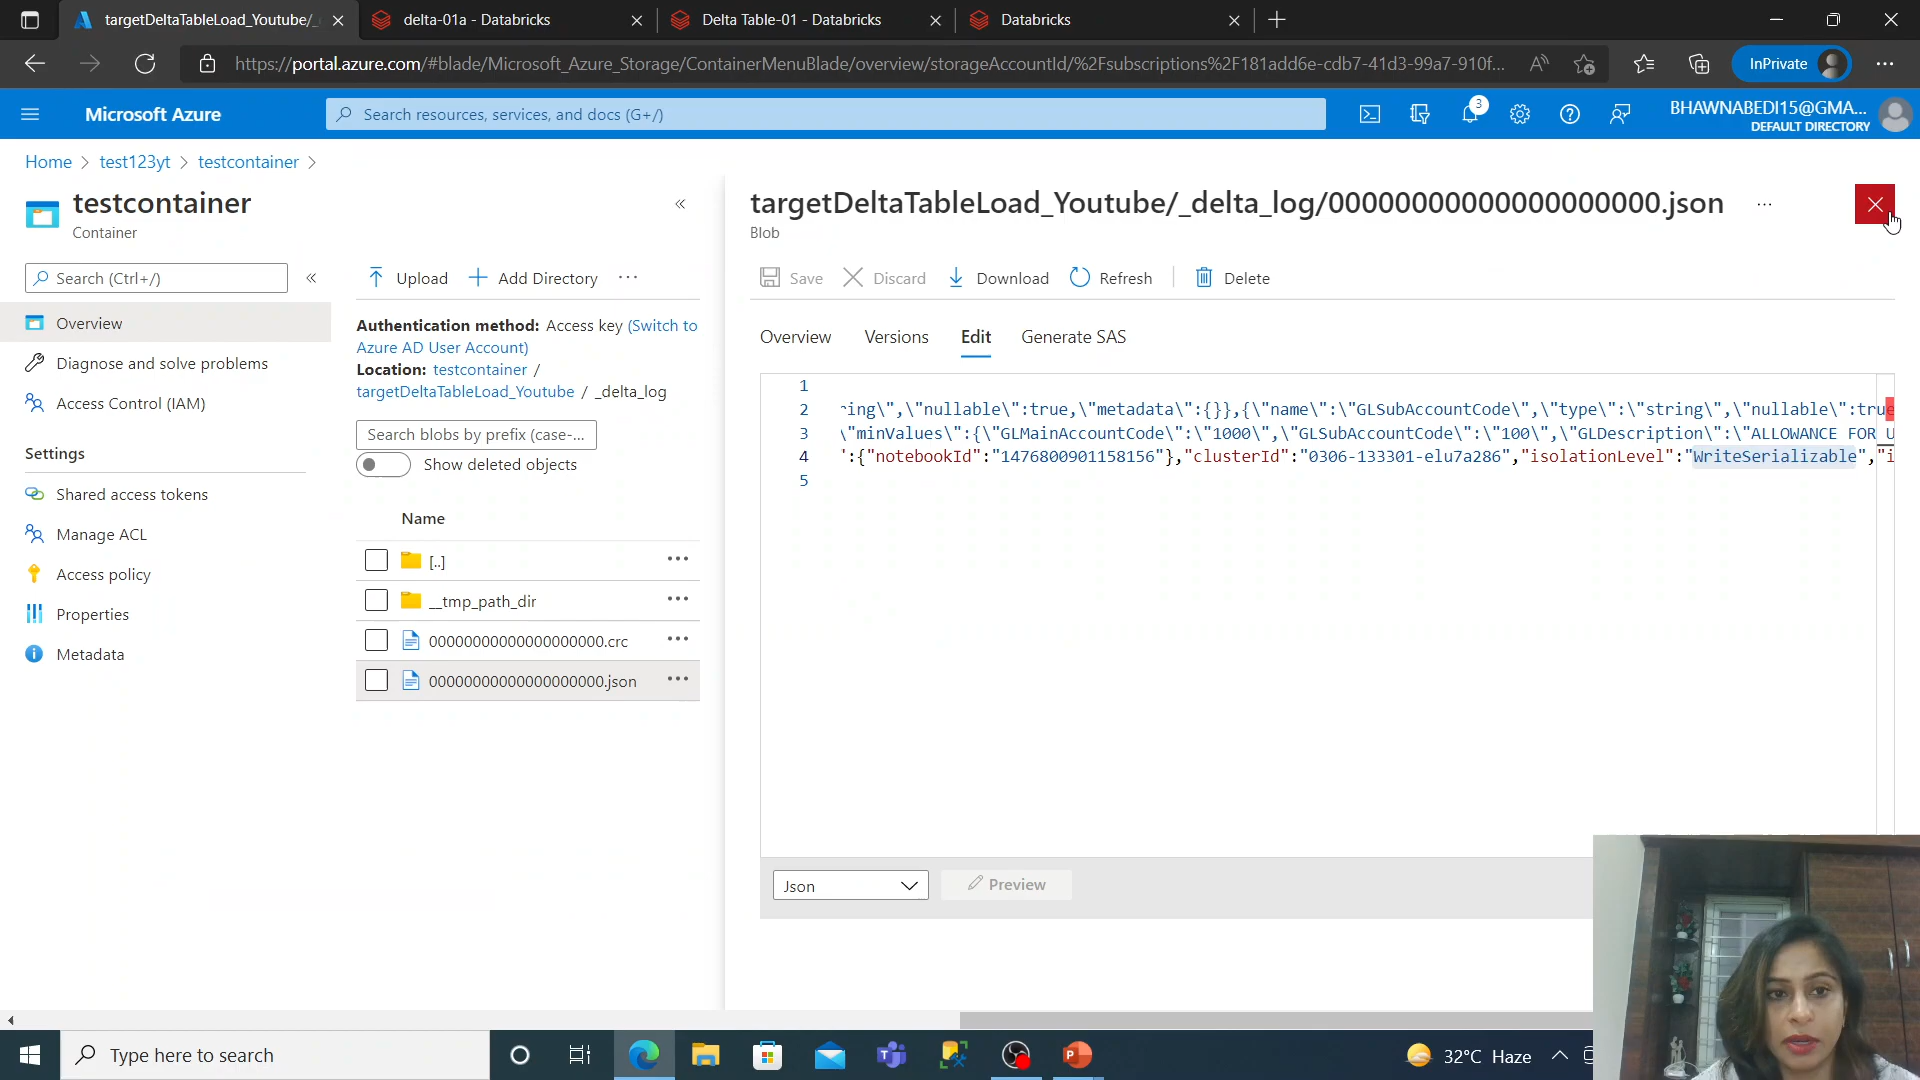 targetDeltaTableLoad_Youtube/_
delta-01a - Databricks
Delta Table-01 - Databricks
Databricks
https://portal.azure.com/#blade/Microsoft_Azure_Storage/ContainerMenuBlade/overview/storageAccountId/%2Fsubscriptions%2F181add6e-cdb7-41d3-99a7-910f...
InPrivate
Microsoft Azure
Search resources, services, and docs (G+/)
3
BHAWNABEDI15@GMA...
DEFAULT DIRECTORY
Home > test123yt > testcontainer >
testcontainer
Container
Search (Ctrl+/)
Overview
Diagnose and solve problems
Access Control (IAM)
Settings
Shared access tokens
Manage ACL
Access policy
Properties
Metadata
Upload
Add Directory
Authentication method: Access key (Switch to
Azure AD User Account)
Location: testcontainer /
targetDeltaTableLoad_Youtube / _delta_log
Search blobs by prefix (case-...
Show deleted objects
Name
[..]
__tmp_path_dir
00000000000000000000.crc
00000000000000000000.json
targetDeltaTableLoad_Youtube/_delta_log/00000000000000000000.json
Blob
Save
Discard
Download
Refresh
Delete
Overview
Versions
Edit
Generate SAS
1
2 ring\",\"nullable\":true,\"metadata\":{}},{\"name\":\"GLSubAccountCode\",\"type\":\"string\",\"nullable\":true
3 \"minValues\":{\"GLMainAccountCode\":\"1000\",\"GLSubAccountCode\":\"100\",\"GLDescription\":\"ALLOWANCE FOR U
4 ":{"notebookId":"1476800901158156"},"clusterId":"0306-133301-elu7a286","isolationLevel":"WriteSerializable","i
5
Json
Preview
Type here to search
32°C Haze